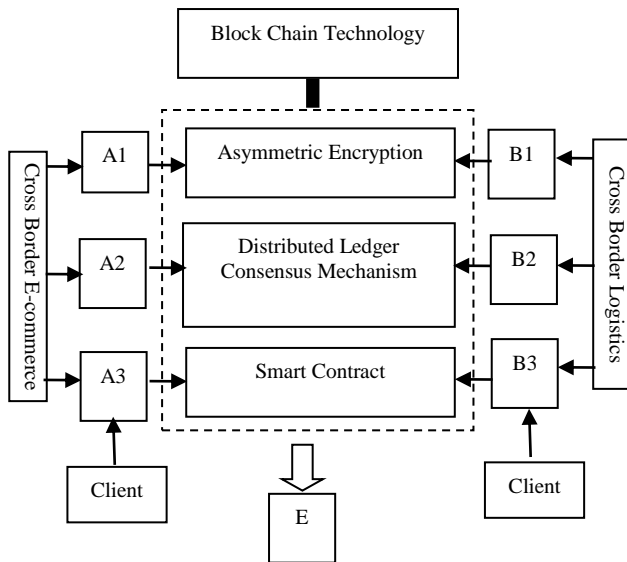 Block Chain Technology
Cross Border E-commerce
A1
Asymmetric Encryption
B1
Cross Border Logistics
A2
Distributed Ledger
Consensus Mechanism
B2
A3
Smart Contract
B3
Client
E
Client